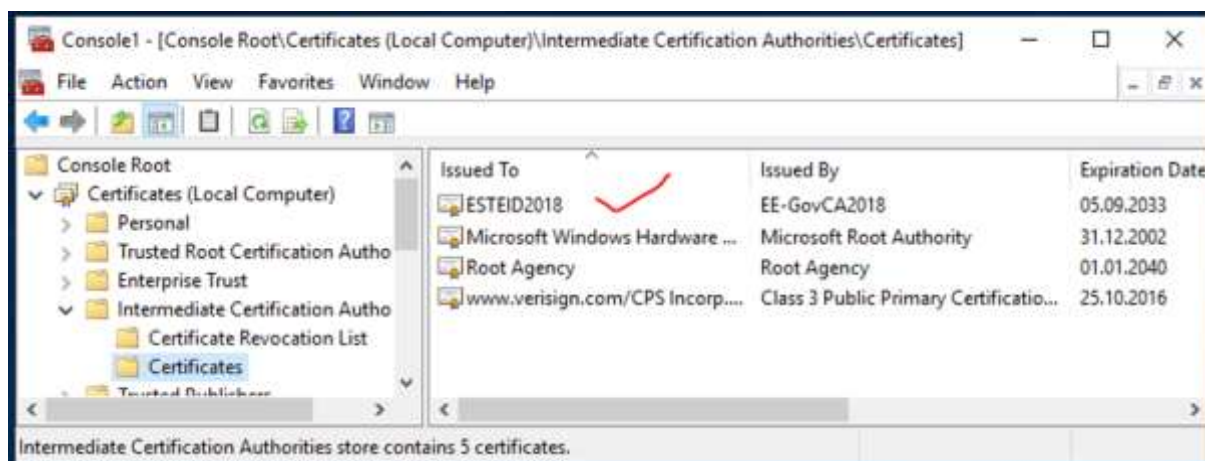 Console1 - [Console Root\Certificates (Local Computer)\Intermediate Certification Authorities\Certificates]
File Action View Favorites Window Help
Console Root
Certificates (Local Computer)
Personal
Trusted Root Certification Autho
Enterprise Trust
Intermediate Certification Autho
Certificate Revocation List
Certificates
Trusted Publishers
Issued To Issued By Expiration Date
ESTEID2018 EE-GovCA2018 05.09.2033
Microsoft Windows Hardware ... Microsoft Root Authority 31.12.2002
Root Agency Root Agency 01.01.2040
www.verisign.com/CPS Incorp.... Class 3 Public Primary Certificatio... 25.10.2016
Intermediate Certification Authorities store contains 5 certificates.